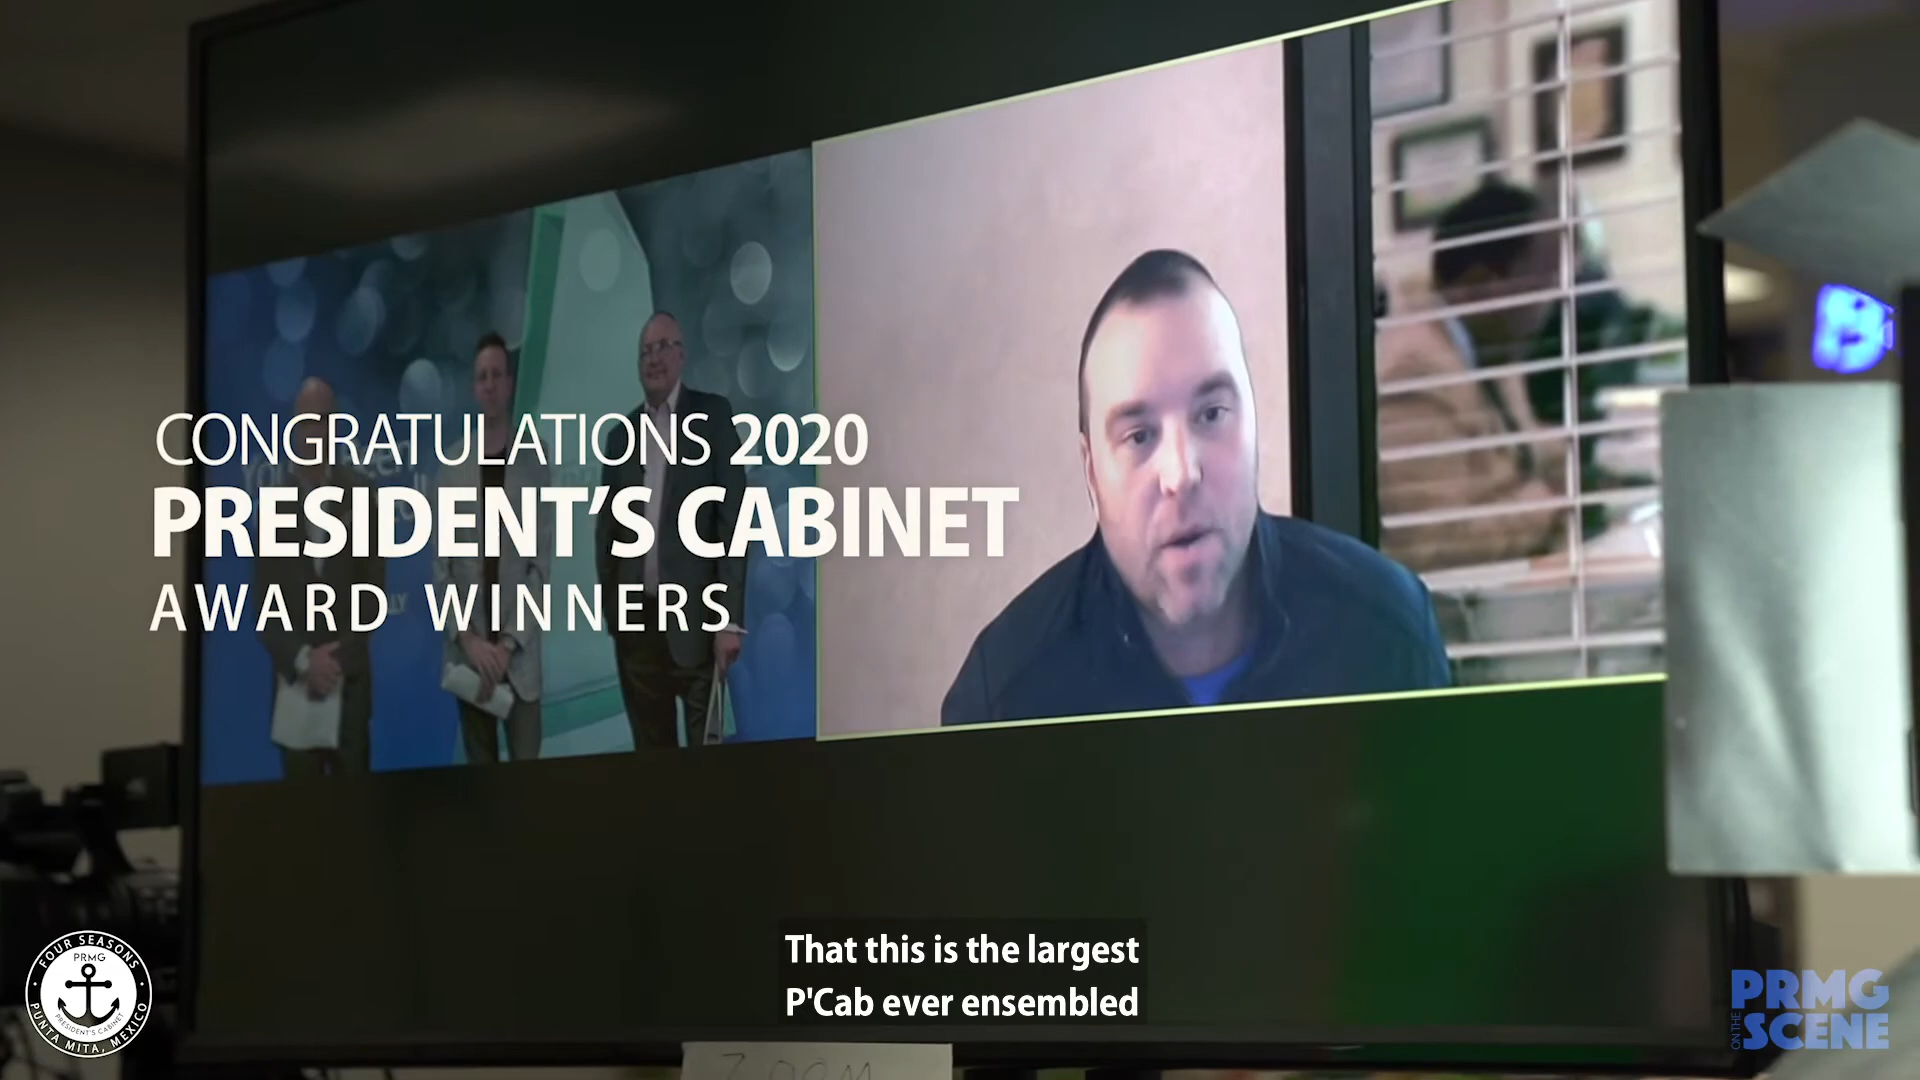 CONGRATULATIONS 2020
PRESIDENT'S CABINET
AWARD WINNERS
That this is the largest
P'Cab ever ensembled
FOUR SEASONS
PRMG
PRESIDENT'S CABINET
PUNTA MITA, MEXICO
PRMG
ON THE
SCENE
ZOOM